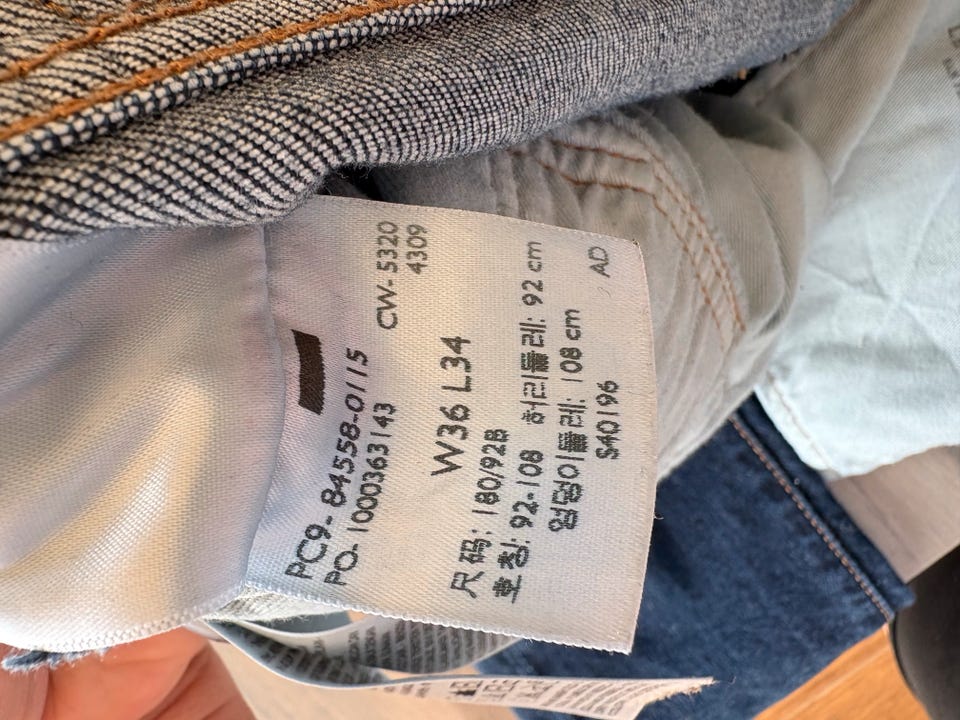 PC9- 84558-0115 CW- 5320
PO- 1000363143 4309
W36 L34
尺码: 180/92B
호칭: 92-108 허리둘레: 92 cm
엉덩이둘레: 108 cm
S40196 AD